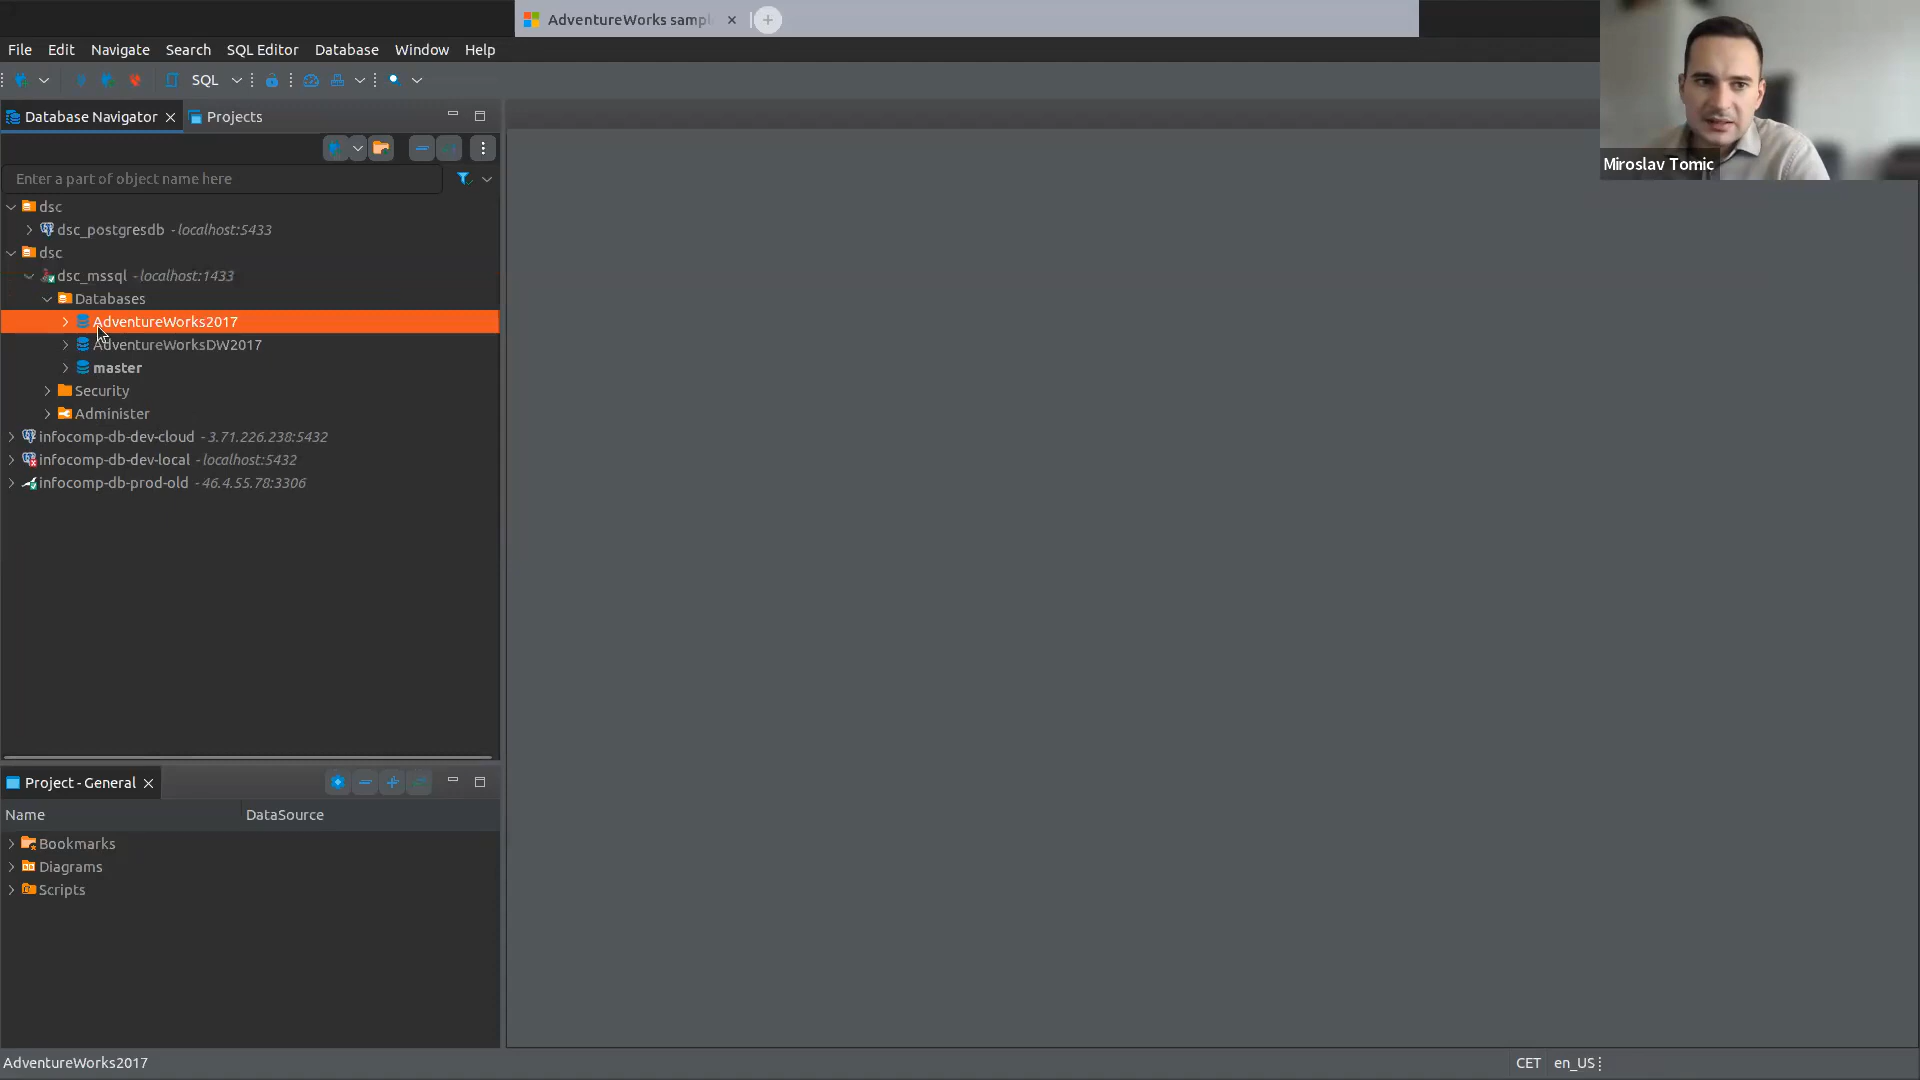 AdventureWorks sampl
File Edit Navigate Search SQL Editor Database Window Help
SQL
Database Navigator Projects
Enter a part of object name here
dsc
dsc_postgresdb - localhost:5433
dsc
dsc_mssql - localhost:1433
Databases
AdventureWorks2017
AdventureWorksDW2017
master
Security
Administer
infocomp-db-dev-cloud - 3.71.226.238:5432
infocomp-db-dev-local - localhost:5432
infocomp-db-prod-old - 46.4.55.78:3306
Miroslav Tomic
Project - General
Name DataSource
Bookmarks
Diagrams
Scripts
AdventureWorks2017 CET en_US